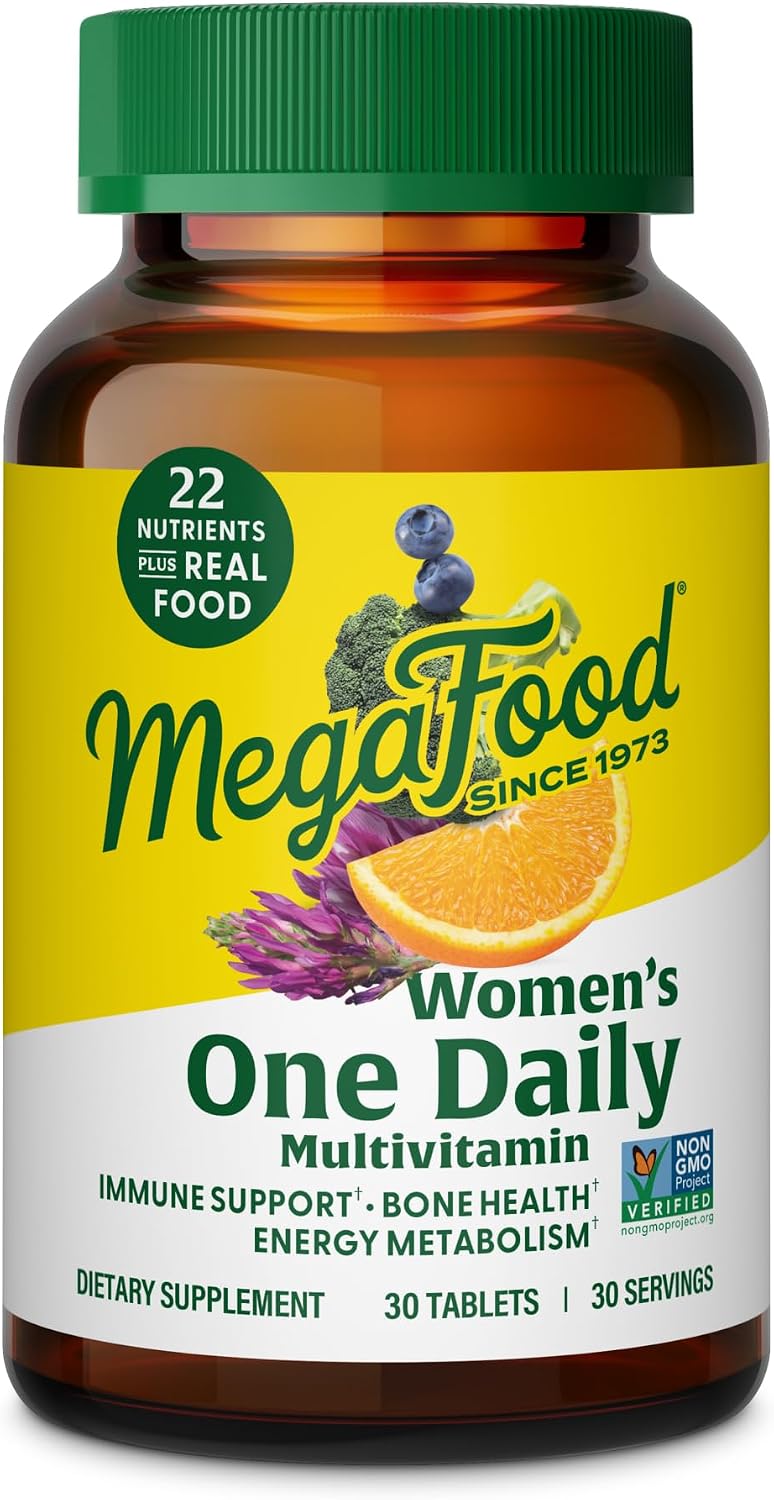 22
NUTRIENTS
PLUS REAL
FOOD
MegaFood®
SINCE 1973
Women's
One Daily
Multivitamin
IMMUNE SUPPORT† • BONE HEALTH†
ENERGY METABOLISM†
NON
GMO
Project
VERIFIED
nongmoproject.org
DIETARY SUPPLEMENT 30 TABLETS | 30 SERVINGS